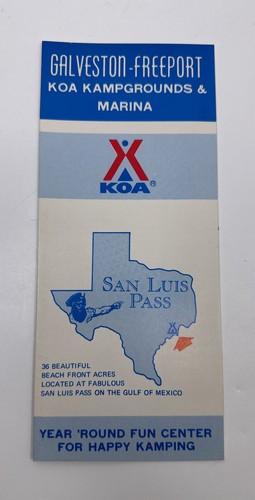 GALVESTON-FREEPORT
KOA KAMPGROUNDS &
MARINA
KOA®
SAN LUIS
PASS
36 BEAUTIFUL
BEACH FRONT ACRES
LOCATED AT FABULOUS
SAN LUIS PASS ON THE GULF OF MEXICO
YEAR 'ROUND FUN CENTER
FOR HAPPY KAMPING